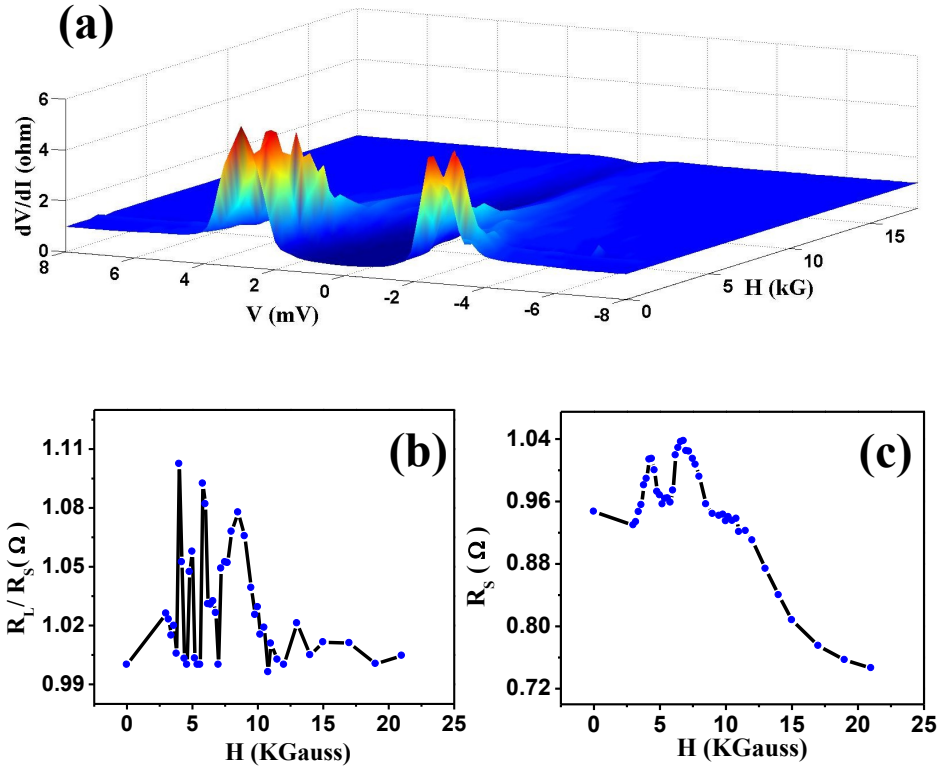 (a)
dV/dI (ohm)
6
4
2
0
8
6
4
2
0
-2
-4
-6
-8
V (mV)
0
5
10
15
H (kG)
(b)
R_L / R_S ( Ω )
1.11
1.08
1.05
1.02
0.99
0 5 10 15 20 25
H (KGauss)
(c)
R_S ( Ω )
1.04
0.96
0.88
0.80
0.72
0 5 10 15 20 25
H (KGauss)